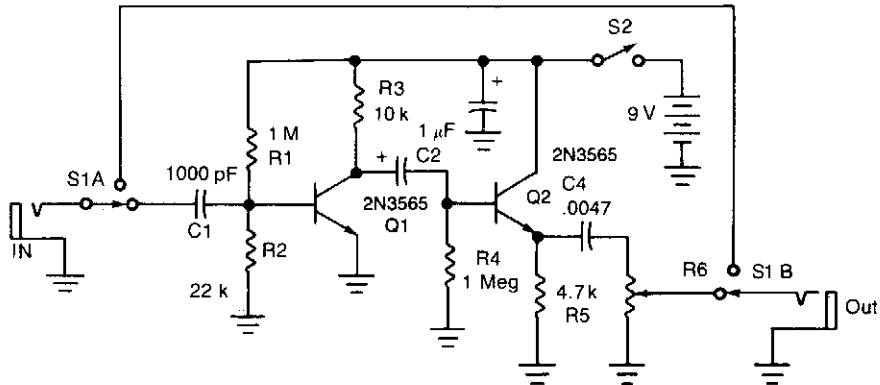 S2
R3
10 k
+
9 V
1 M
R1
1 µF
C2
+
2N3565
S1A
1000 pF
C1
2N3565
Q1
Q2
C4
.0047
IN
R2
22 k
R4
1 Meg
4.7 k
R5
R6
S1 B
Out